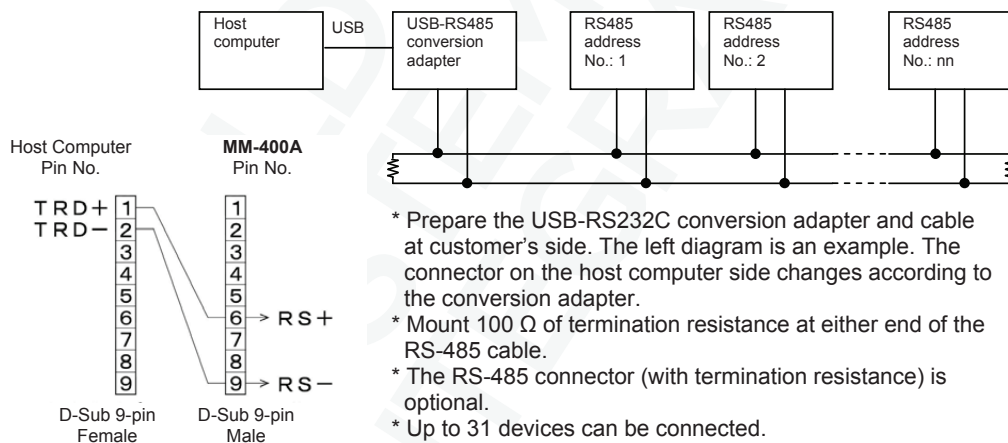 Host
computer
USB
USB-RS485
conversion
adapter
RS485
address
No.: 1
RS485
address
No.: 2
RS485
address
No.: nn
Host Computer
Pin No.
MM-400A
Pin No.
TRD+
TRD−
1
2
3
4
5
6
7
8
9
1
2
3
4
5
6
7
8
9
RS+
RS−
D-Sub 9-pin
Female
D-Sub 9-pin
Male
* Prepare the USB-RS232C conversion adapter and cable
at customer's side. The left diagram is an example. The
connector on the host computer side changes according to
the conversion adapter.
* Mount 100 Ω of termination resistance at either end of the
RS-485 cable.
* The RS-485 connector (with termination resistance) is
optional.
* Up to 31 devices can be connected.